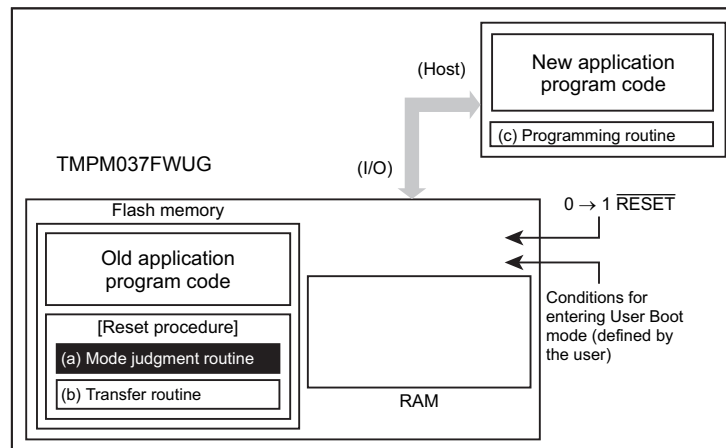 New application
program code
(Host)
(c) Programming routine
TMPM037FWUG
(I/O)
0 → 1 RESET
Flash memory
Old application
program code
[Reset procedure]
(a) Mode judgment routine
(b) Transfer routine
RAM
Conditions for
entering User Boot
mode (defined by
the user)